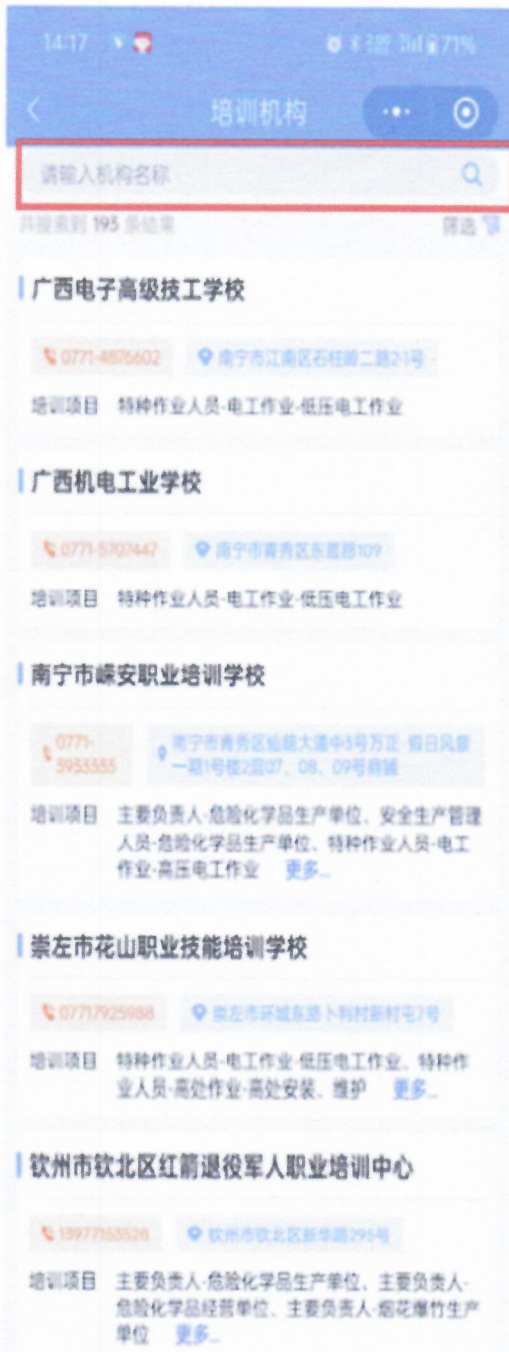 14:17
71%
培训机构
请输入机构名称
共搜索到 193 条结果
筛选
广西电子高级技工学校
0771-4876602
南宁市江南区石柱岭二路2-1号
培训项目 特种作业人员-电工作业-低压电工作业
广西机电工业学校
0771-5707447
南宁市青秀区东葛路109
培训项目 特种作业人员-电工作业-低压电工作业
南宁市嵘安职业培训学校
0771-
南宁市青秀区仙葫大道中3号万正·假日风景
一期1号楼2层07、08、09号商铺
培训项目 主要负责人-危险化学品生产单位、安全生产管理
人员-危险化学品生产单位、特种作业人员-电工
作业-高压电工作业 更多...
崇左市花山职业技能培训学校
07717925988
崇左市环城东路卜利村新村屯7号
培训项目 特种作业人员-电工作业-低压电工作业、特种作
业人员-高处作业-高处安装、维护 更多...
钦州市钦北区红箭退役军人职业培训中心
钦州市钦北区新华路295号
培训项目 主要负责人-危险化学品生产单位、主要负责人-
危险化学品经营单位、主要负责人-烟花爆竹生产
单位 更多...